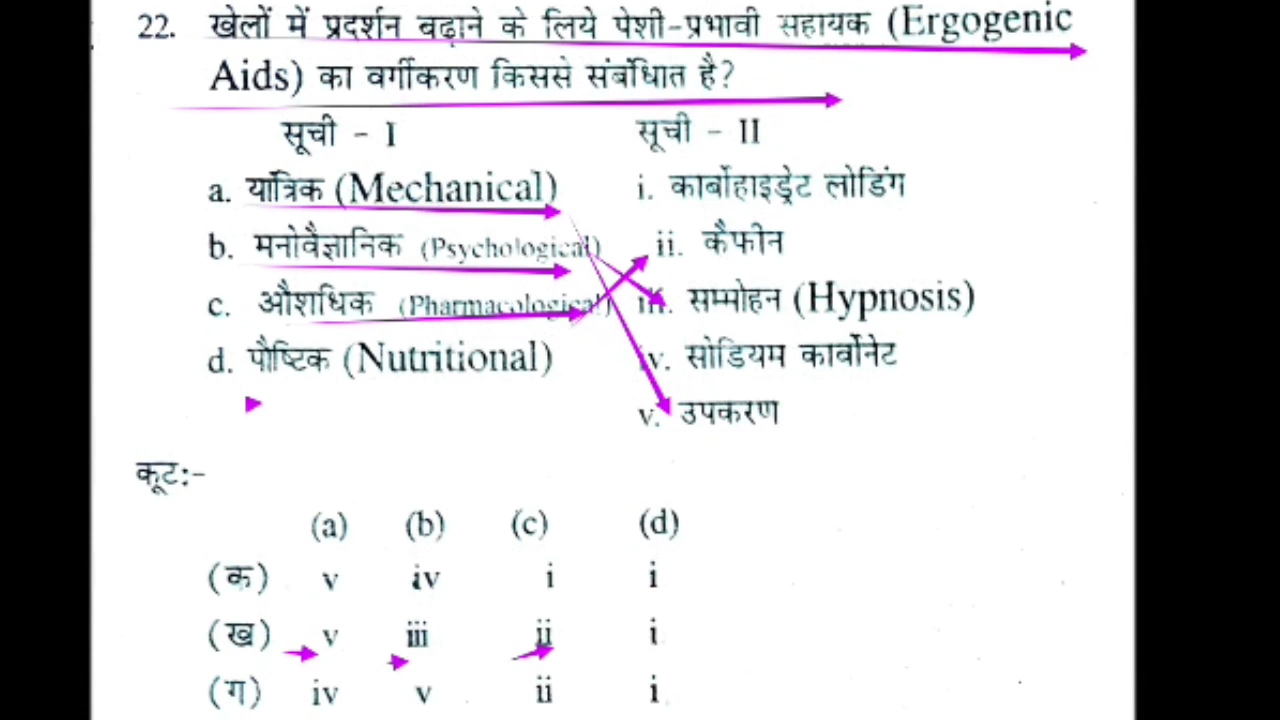 22. खेलों में प्रदर्शन बढ़ाने के लिये पेशी-प्रभावी सहायक (Ergogenic
Aids) का वर्गीकरण किससे संबंधित है?
सूची - I सूची - II
a. यांत्रिक (Mechanical) i. कार्बोहाइड्रेट लोडिंग
b. मनोवैज्ञानिक (Psychological) ii. कैफीन
c. औशधिक (Pharmacological) iii. सम्मोहन (Hypnosis)
d. पौष्टिक (Nutritional) iv. सोडियम कार्बोनेट
v. उपकरण
कूटः-
(a) (b) (c) (d)
(क) v iv i i
(ख) v iii ii i
(ग) iv v ii i